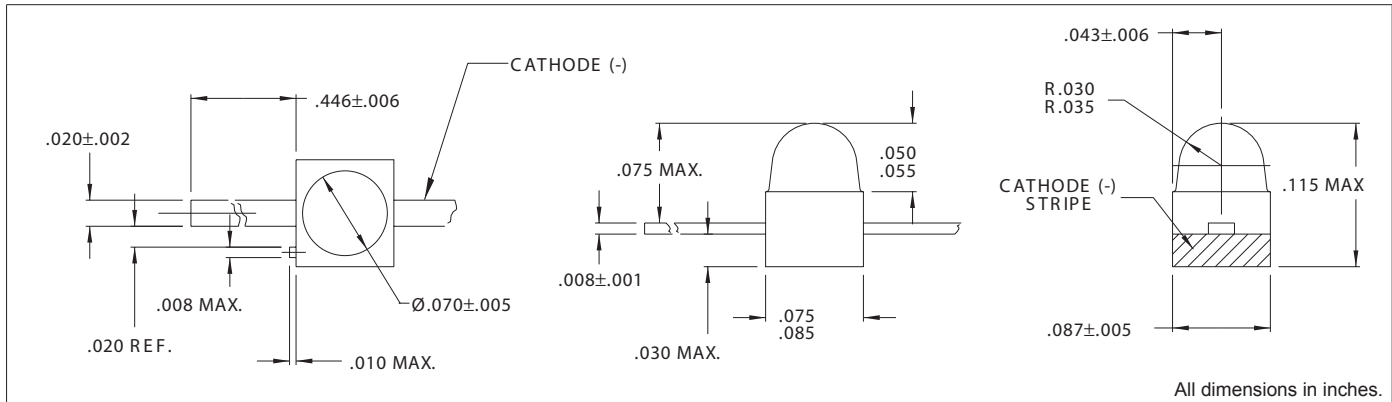 CATHODE (-)
.446±.006
.020±.002
.008 MAX.
.020 REF.
.010 MAX.
Ø.070±.005
.075 MAX.
.050
.055
.008±.001
.030 MAX.
.075
.085
.043±.006
R.030
R.035
CATHODE (-)
STRIPE
.115 MAX
.087±.005
All dimensions in inches.